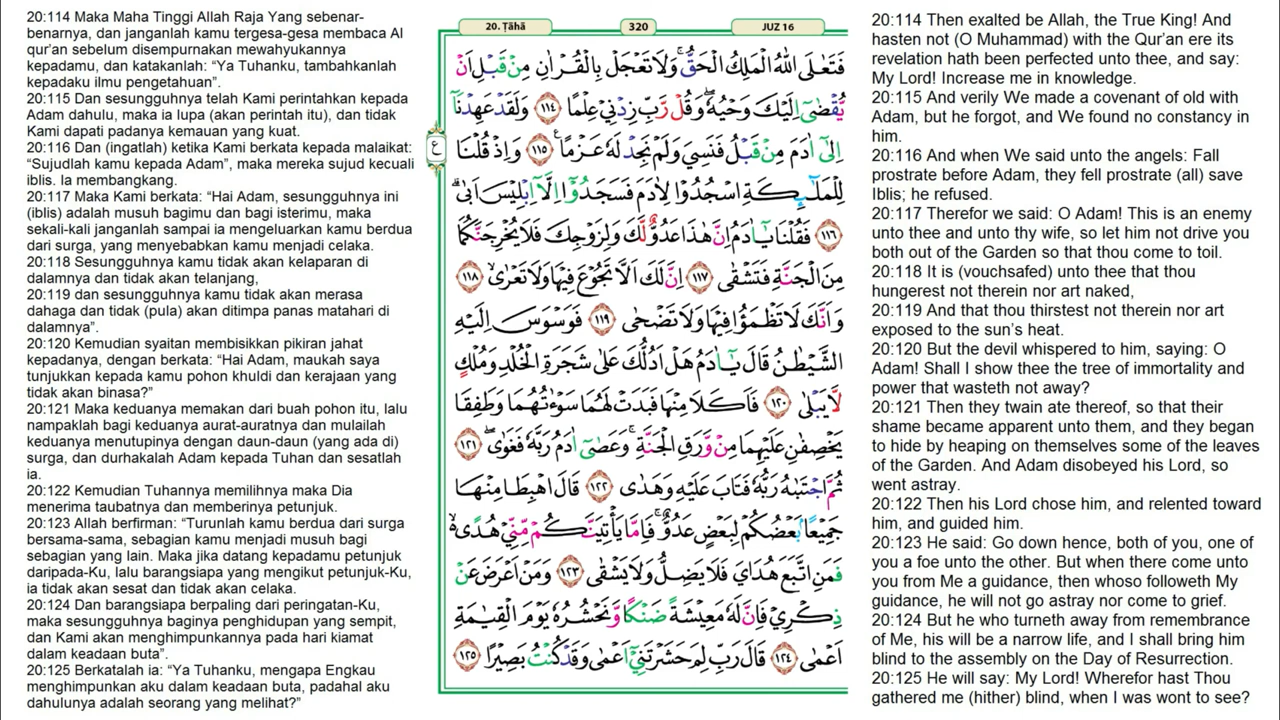 20:114 Maka Maha Tinggi Allah Raja Yang sebenar-
benarnya, dan janganlah kamu tergesa-gesa membaca Al
qur'an sebelum disempurnakan mewahyukannya
kepadamu, dan katakanlah: “Ya Tuhanku, tambahkanlah
kepadaku ilmu pengetahuan”.
20:115 Dan sesungguhnya telah Kami perintahkan kepada
Adam dahulu, maka ia lupa (akan perintah itu), dan tidak
Kami dapati padanya kemauan yang kuat.
20:116 Dan (ingatlah) ketika Kami berkata kepada malaikat:
“Sujudlah kamu kepada Adam”, maka mereka sujud kecuali
iblis. Ia membangkang.
20:117 Maka Kami berkata: “Hai Adam, sesungguhnya ini
(iblis) adalah musuh bagimu dan bagi isterimu, maka
sekali-kali janganlah sampai ia mengeluarkan kamu berdua
dari surga, yang menyebabkan kamu menjadi celaka.
20:118 Sesungguhnya kamu tidak akan kelaparan di
dalamnya dan tidak akan telanjang,
20:119 dan sesungguhnya kamu tidak akan merasa
dahaga dan tidak (pula) akan ditimpa panas matahari di
dalamnya”.
20:120 Kemudian syaitan membisikkan pikiran jahat
kepadanya, dengan berkata: “Hai Adam, maukah saya
tunjukkan kepada kamu pohon khuldi dan kerajaan yang
tidak akan binasa?”
20:121 Maka keduanya memakan dari buah pohon itu, lalu
nampaklah bagi keduanya aurat-auratnya dan mulailah
keduanya menutupinya dengan daun-daun (yang ada di)
surga, dan durhakalah Adam kepada Tuhan dan sesatlah
ia.
20:122 Kemudian Tuhannya memilihnya maka Dia
menerima taubatnya dan memberinya petunjuk.
20:123 Allah berfirman: “Turunlah kamu berdua dari surga
bersama-sama, sebagian kamu menjadi musuh bagi
sebagian yang lain. Maka jika datang kepadamu petunjuk
daripada-Ku, lalu barangsiapa yang mengikut petunjuk-Ku,
ia tidak akan sesat dan tidak akan celaka.
20:124 Dan barangsiapa berpaling dari peringatan-Ku,
maka sesungguhnya baginya penghidupan yang sempit,
dan Kami akan menghimpunkannya pada hari kiamat
dalam keadaan buta”.
20:125 Berkatalah ia: “Ya Tuhanku, mengapa Engkau
menghimpunkan aku dalam keadaan buta, padahal aku
dahulunya adalah seorang yang melihat?”
20. Ṭāhā
320
JUZ 16
فَتَعٰلَى اللّٰهُ الْمَلِكُ الْحَقُّۚ وَلَا تَعْجَلْ بِالْقُرْاٰنِ مِنْ قَبْلِ اَنْ
يُّقْضٰٓى اِلَيْكَ وَحْيُهٗ ۖوَقُلْ رَّبِّ زِدْنِيْ عِلْمًا ١١٤ وَلَقَدْ عَهِدْنَآ
اِلٰٓى اٰدَمَ مِنْ قَبْلُ فَنَسِيَ وَلَمْ نَجِدْ لَهٗ عَزْمًا ࣖ ١١٥ وَاِذْ قُلْنَا
ع
لِلْمَلٰۤىِٕكَةِ اسْجُدُوْا لِاٰدَمَ فَسَجَدُوْٓا اِلَّآ اِبْلِيْسَ اَبٰىۗ
١١٦ فَقُلْنَا يٰٓاٰدَمُ اِنَّ هٰذَا عَدُوٌّ لَّكَ وَلِزَوْجِكَ فَلَا يُخْرِجَنَّكُمَا
مِنَ الْجَنَّةِ فَتَشْقٰى ١١٧ اِنَّ لَكَ اَلَّا تَجُوْعَ فِيْهَا وَلَا تَعْرٰىۙ ١١٨
وَاَنَّكَ لَا تَظْمَؤُا فِيْهَا وَلَا تَضْحٰى ١١٩ فَوَسْوَسَ اِلَيْهِ
الشَّيْطٰنُ قَالَ يٰٓاٰدَمُ هَلْ اَدُلُّكَ عَلٰى شَجَرَةِ الْخُلْدِ وَمُلْكٍ
لَّا يَبْلٰى ١٢٠ فَاَكَلَا مِنْهَا فَبَدَتْ لَهُمَا سَوْءٰتُهُمَا وَطَفِقَا
يَخْصِفٰنِ عَلَيْهِمَا مِنْ وَّرَقِ الْجَنَّةِۚ وَعَصٰٓى اٰدَمُ رَبَّهٗ فَغَوٰىۖ ١٢١
ثُمَّ اجْتَبٰىهُ رَبُّهٗ فَتَابَ عَلَيْهِ وَهَدٰى ١٢٢ قَالَ اهْبِطَا مِنْهَا
جَمِيْعًاۢ بَعْضُكُمْ لِبَعْضٍ عَدُوٌّۚ فَاِمَّا يَأْتِيَنَّكُمْ مِّنِّيْ هُدًى ۙ
فَمَنِ اتَّبَعَ هُدَايَ فَلَا يَضِلُّ وَلَا يَشْقٰى ١٢٣ وَمَنْ اَعْرَضَ عَنْ
ذِكْرِيْ فَاِنَّ لَهٗ مَعِيْشَةً ضَنْكًا وَّنَحْشُرُهٗ يَوْمَ الْقِيٰمَةِ
اَعْمٰى ١٢٤ قَالَ رَبِّ لِمَ حَشَرْتَنِيْٓ اَعْمٰى وَقَدْ كُنْتُ بَصِيْرًا ١٢٥
20:114 Then exalted be Allah, the True King! And
hasten not (O Muhammad) with the Qur’an ere its
revelation hath been perfected unto thee, and say:
My Lord! Increase me in knowledge.
20:115 And verily We made a covenant of old with
Adam, but he forgot, and We found no constancy in
him.
20:116 And when We said unto the angels: Fall
prostrate before Adam, they fell prostrate (all) save
Iblis; he refused.
20:117 Therefor we said: O Adam! This is an enemy
unto thee and unto thy wife, so let him not drive you
both out of the Garden so that thou come to toil.
20:118 It is (vouchsafed) unto thee that thou
hungerest not therein nor art naked,
20:119 And that thou thirstest not therein nor art
exposed to the sun’s heat.
20:120 But the devil whispered to him, saying: O
Adam! Shall I show thee the tree of immortality and
power that wasteth not away?
20:121 Then they twain ate thereof, so that their
shame became apparent unto them, and they began
to hide by heaping on themselves some of the leaves
of the Garden. And Adam disobeyed his Lord, so
went astray.
20:122 Then his Lord chose him, and relented toward
him, and guided him.
20:123 He said: Go down hence, both of you, one of
you a foe unto the other. But when there come unto
you from Me a guidance, then whoso followeth My
guidance, he will not go astray nor come to grief.
20:124 But he who turneth away from remembrance
of Me, his will be a narrow life, and I shall bring him
blind to the assembly on the Day of Resurrection.
20:125 He will say: My Lord! Wherefor hast Thou
gathered me (hither) blind, when I was wont to see?